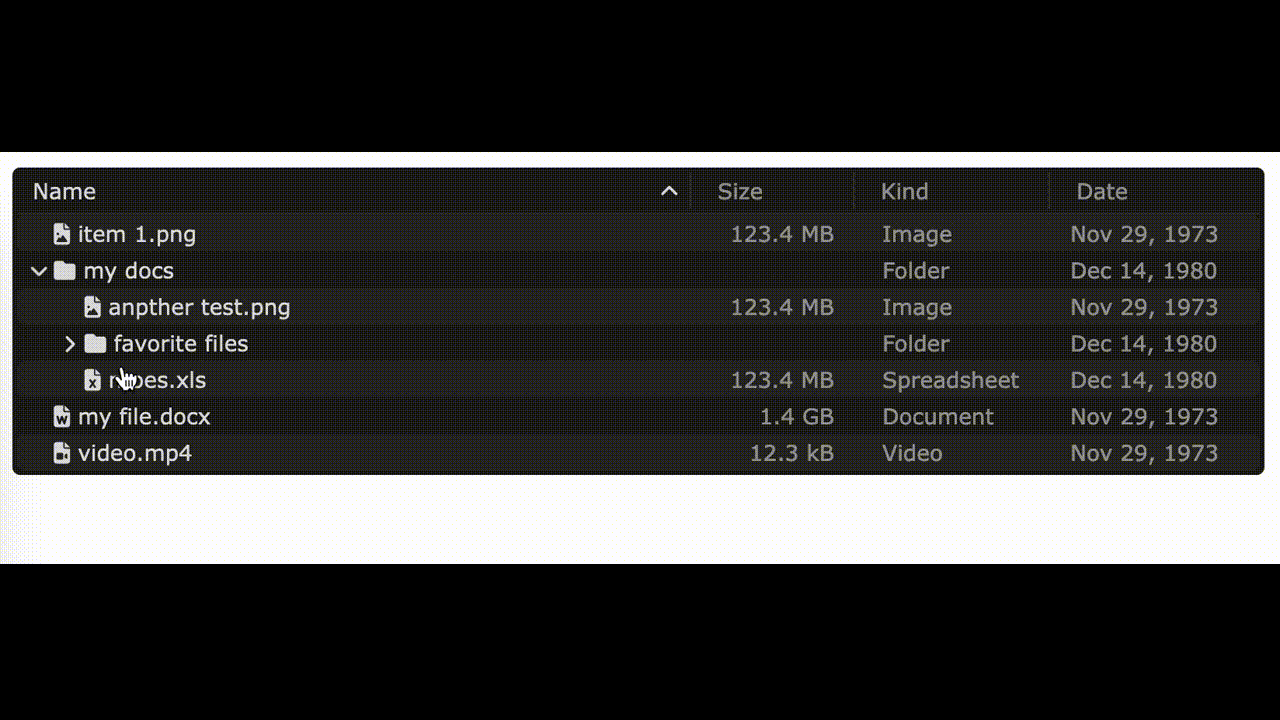 Name Size Kind Date
item 1.png 123.4 MB Image Nov 29, 1973
my docs Folder Dec 14, 1980
anpther test.png 123.4 MB Image Nov 29, 1973
favorite files Folder Dec 14, 1980
123.4 MB Spreadsheet Dec 14, 1980
my file.docx 1.4 GB Document Nov 29, 1973
video.mp4 12.3 kB Video Nov 29, 1973